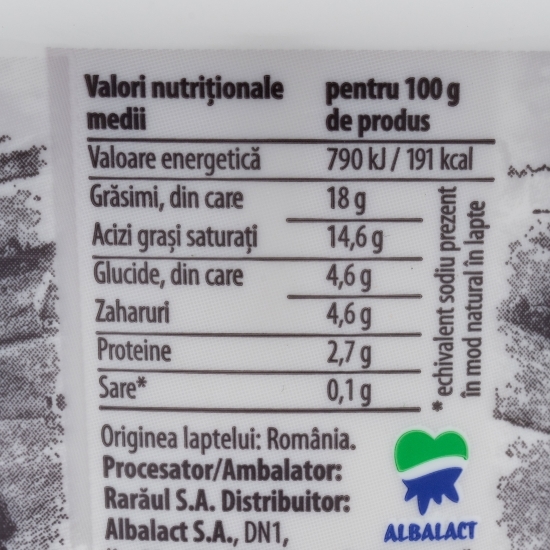 Valori nutriționale pentru 100 g
medii de produs
Valoare energetică 790 kJ / 191 kcal
Grăsimi, din care 18 g
Acizi grași saturați 14,6 g
Glucide, din care 4,6 g
Zaharuri 4,6 g
Proteine 2,7 g
Sare* 0,1 g
* echivalent sodiu prezent
în mod natural în lapte
Originea laptelui: România.
Procesator/Ambalator:
Rarăul S.A. Distribuitor:
Albalact S.A., DN1,
ALBALACT